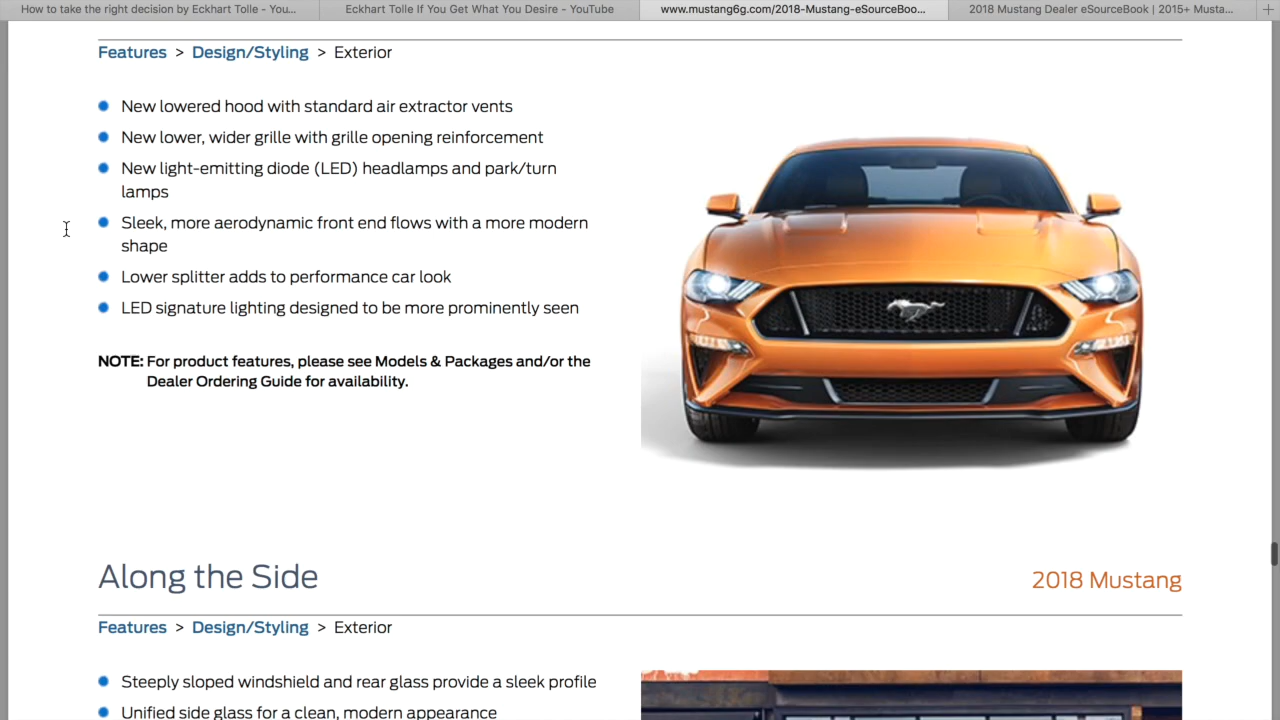 How to take the right decision by Eckhart Tolle - You...
Eckhart Tolle If You Get What You Desire - YouTube
www.mustang6g.com/2018-Mustang-eSourceBoo...
2018 Mustang Dealer eSourceBook | 2015+ Musta...
Features > Design/Styling > Exterior
New lowered hood with standard air extractor vents
New lower, wider grille with grille opening reinforcement
New light-emitting diode (LED) headlamps and park/turn
lamps
Sleek, more aerodynamic front end flows with a more modern
shape
Lower splitter adds to performance car look
LED signature lighting designed to be more prominently seen
NOTE: For product features, please see Models & Packages and/or the
Dealer Ordering Guide for availability.
Along the Side
2018 Mustang
Features > Design/Styling > Exterior
Steeply sloped windshield and rear glass provide a sleek profile
Unified side glass for a clean, modern appearance